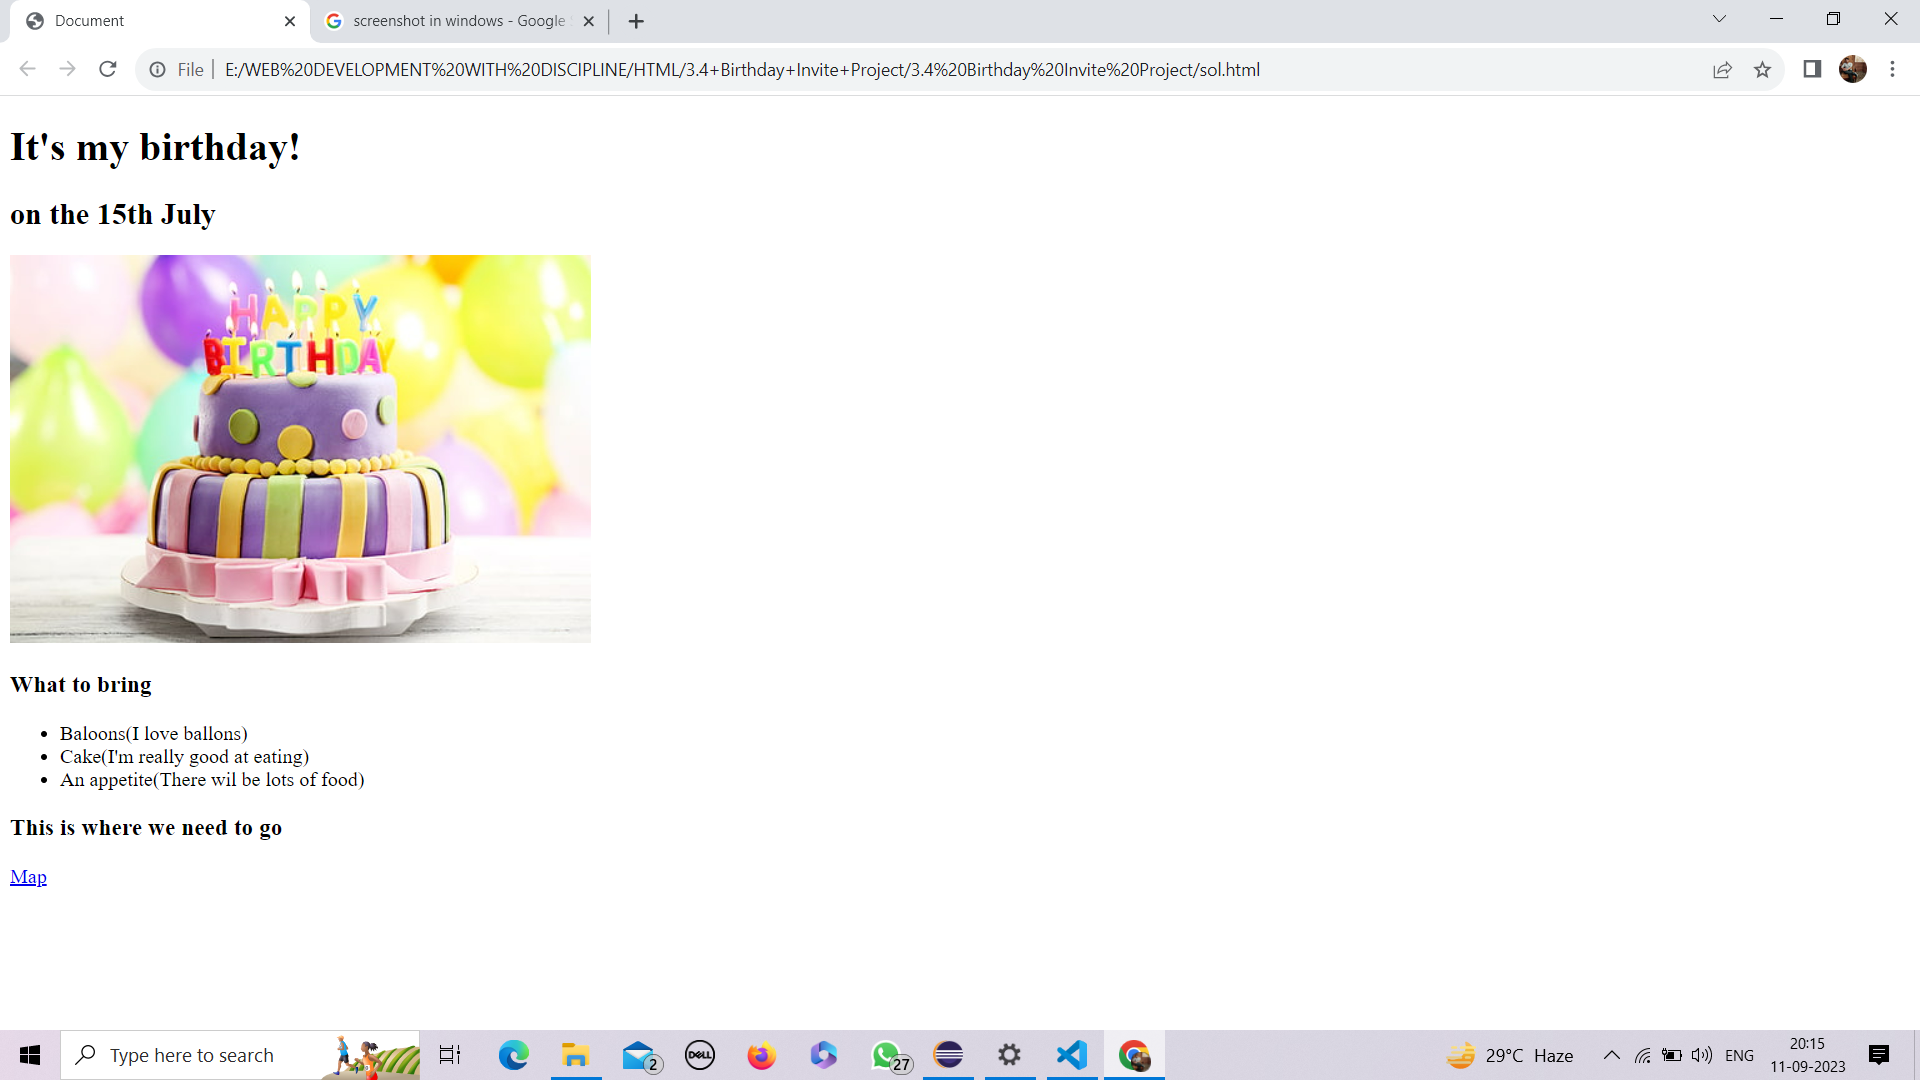 Document
screenshot in windows - Google
File
E:/WEB%20DEVELOPMENT%20WITH%20DISCIPLINE/HTML/3.4+Birthday+Invite+Project/3.4%20Birthday%20Invite%20Project/sol.html
It's my birthday!
on the 15th July
HAPPY
BIRTHDAY
What to bring
Baloons(I love ballons)
Cake(I'm really good at eating)
An appetite(There wil be lots of food)
This is where we need to go
Map
Type here to search
2
DELL
27
29°C Haze
ENG
20:15
11-09-2023